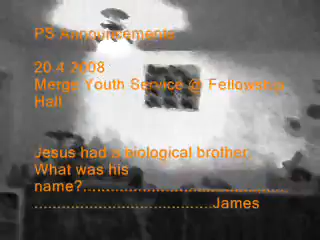 PS Announcements
20.4.2008
Merge Youth Service @ Fellowship
Hall
Jesus had a biological brother.
What was his
name?.............................................
.......................................James